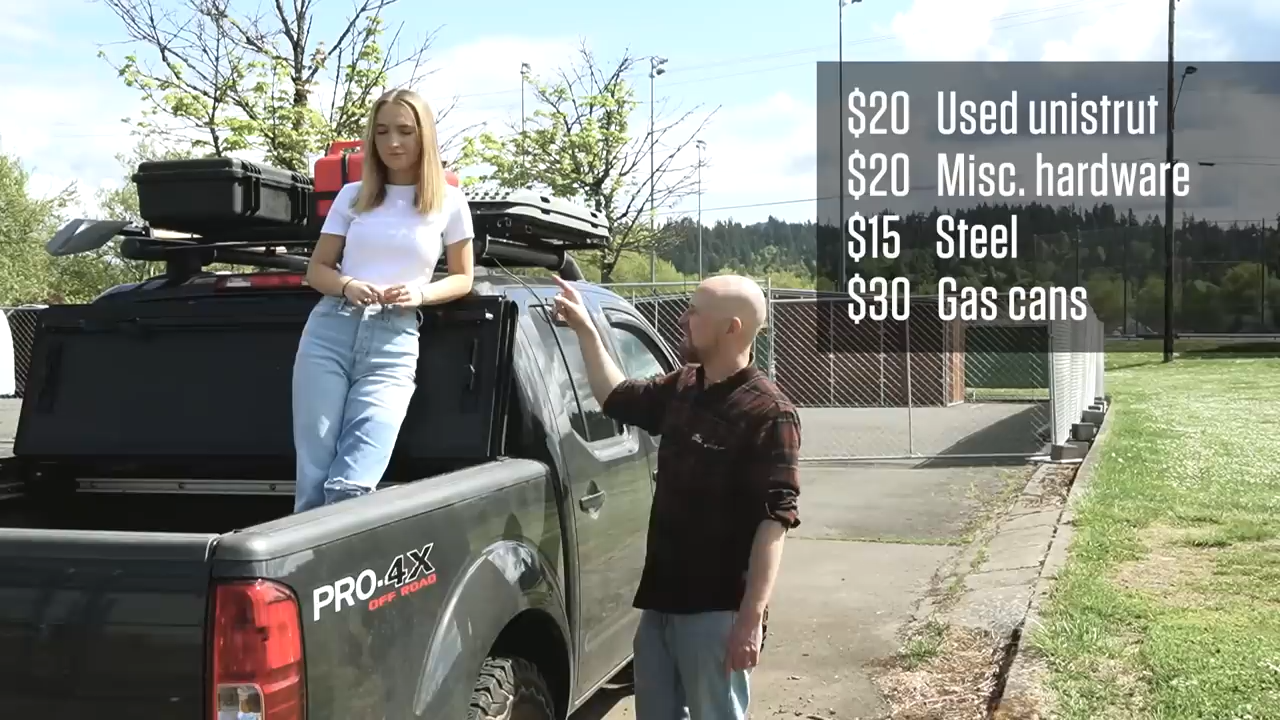 $20 Used unistrut
$20 Misc. hardware
$15 Steel
$30 Gas cans
PRO-4X
OFF ROAD